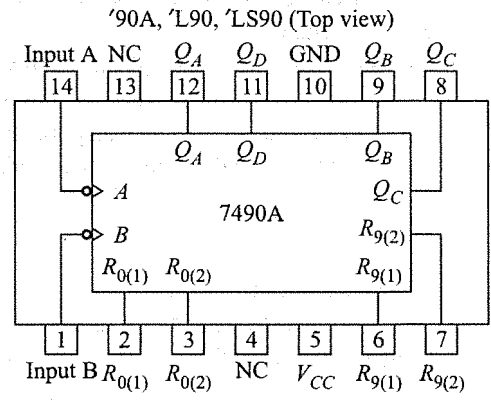 '90A, 'L90, 'LS90 (Top view)
Input A NC Q_A Q_D GND Q_B Q_C
14 13 12 11 10 9 8
Q_A Q_D Q_B
A Q_C
7490A
B R_9(2)
R_0(1) R_0(2) R_9(1)
1 2 3 4 5 6 7
Input B R_0(1) R_0(2) NC V_CC R_9(1) R_9(2)